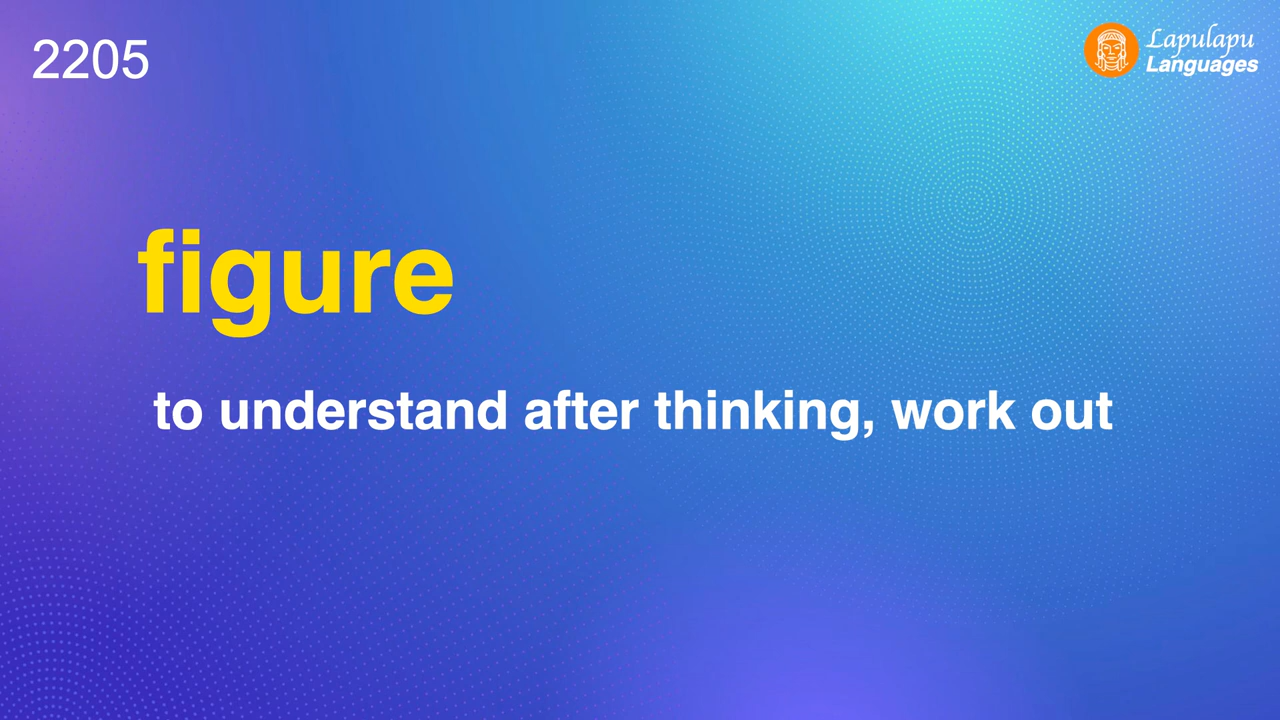 2205
Lapulapu
Languages
figure
to understand after thinking, work out